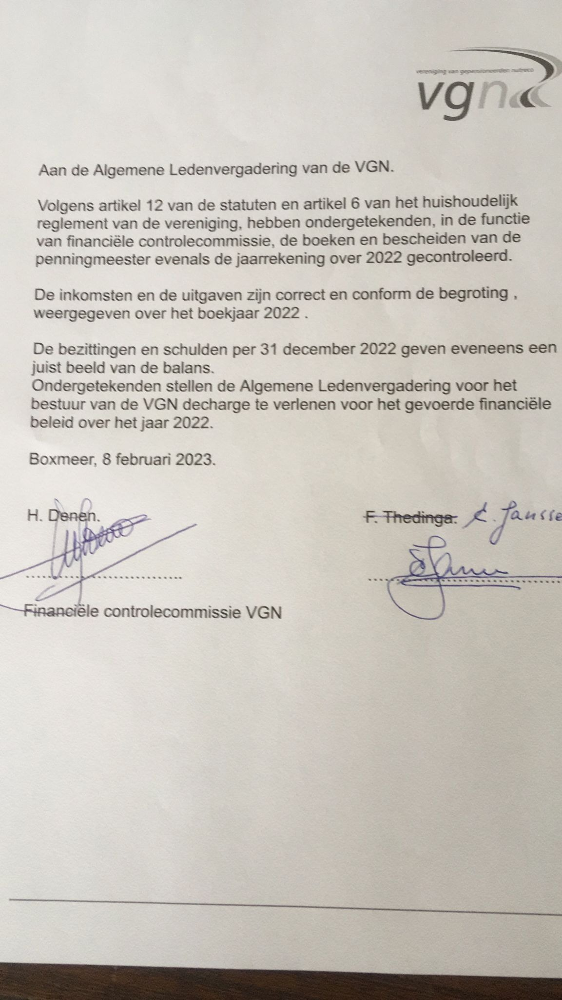 vereniging van gepensioneerden nutreco
vgn
Aan de Algemene Ledenvergadering van de VGN.
Volgens artikel 12 van de statuten en artikel 6 van het huishoudelijk
reglement van de vereniging, hebben ondergetekenden, in de functie
van financiële controlecommissie, de boeken en bescheiden van de
penningmeester evenals de jaarrekening over 2022 gecontroleerd.
De inkomsten en de uitgaven zijn correct en conform de begroting ,
weergegeven over het boekjaar 2022 .
De bezittingen en schulden per 31 december 2022 geven eveneens een
juist beeld van de balans.
Ondergetekenden stellen de Algemene Ledenvergadering voor het
bestuur van de VGN decharge te verlenen voor het gevoerde financiële
beleid over het jaar 2022.
Boxmeer, 8 februari 2023.
H. Denen. F. Thedinga. Jansse
Financiële controlecommissie VGN